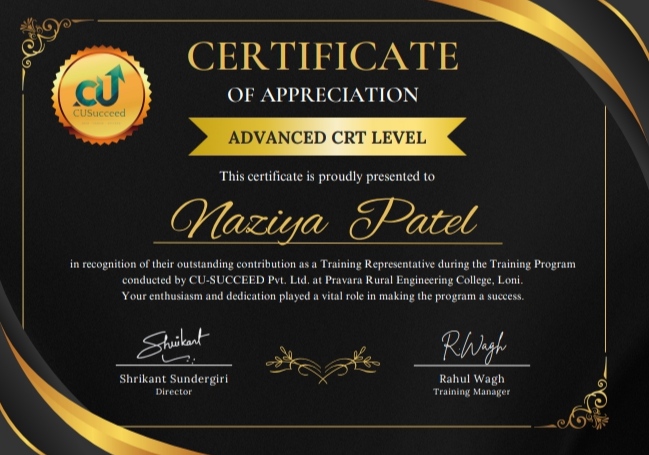 CERTIFICATE
OF APPRECIATION
CU
CUSucceed
ADVANCED CRT LEVEL
This certificate is proudly presented to
Naziya Patel
in recognition of their outstanding contribution as a Training Representative during the Training Program
conducted by CU-SUCCEED Pvt. Ltd. at Pravara Rural Engineering College, Loni.
Your enthusiasm and dedication played a vital role in making the program a success.
Shrikant
R.Wagh
Shrikant Sundergiri
Rahul Wagh
Director
Training Manager